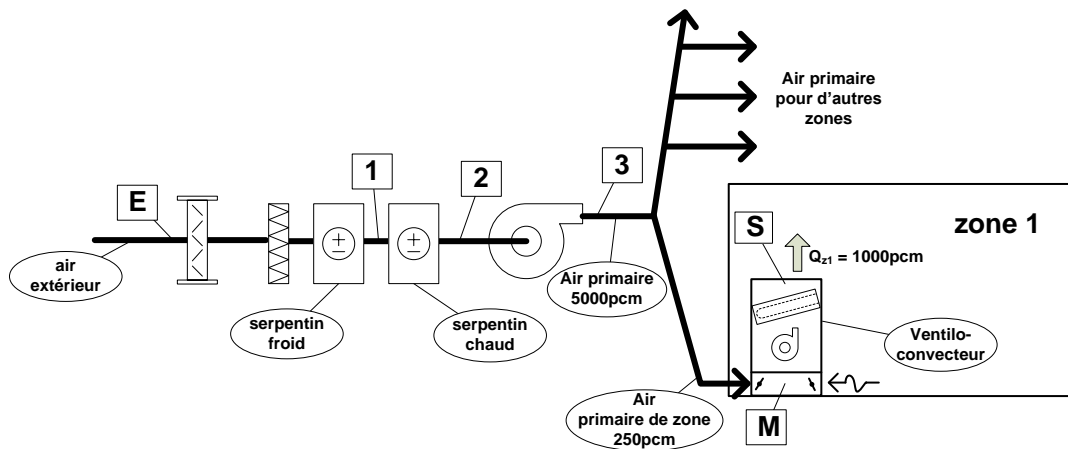 Air primaire
pour d'autres
zones
E
1
2
3
air
extérieur
serpentin
froid
serpentin
chaud
Air primaire
5000pcm
zone 1
S
Qz1 = 1000pcm
Ventilo-
convecteur
Air
primaire de zone
250pcm
M